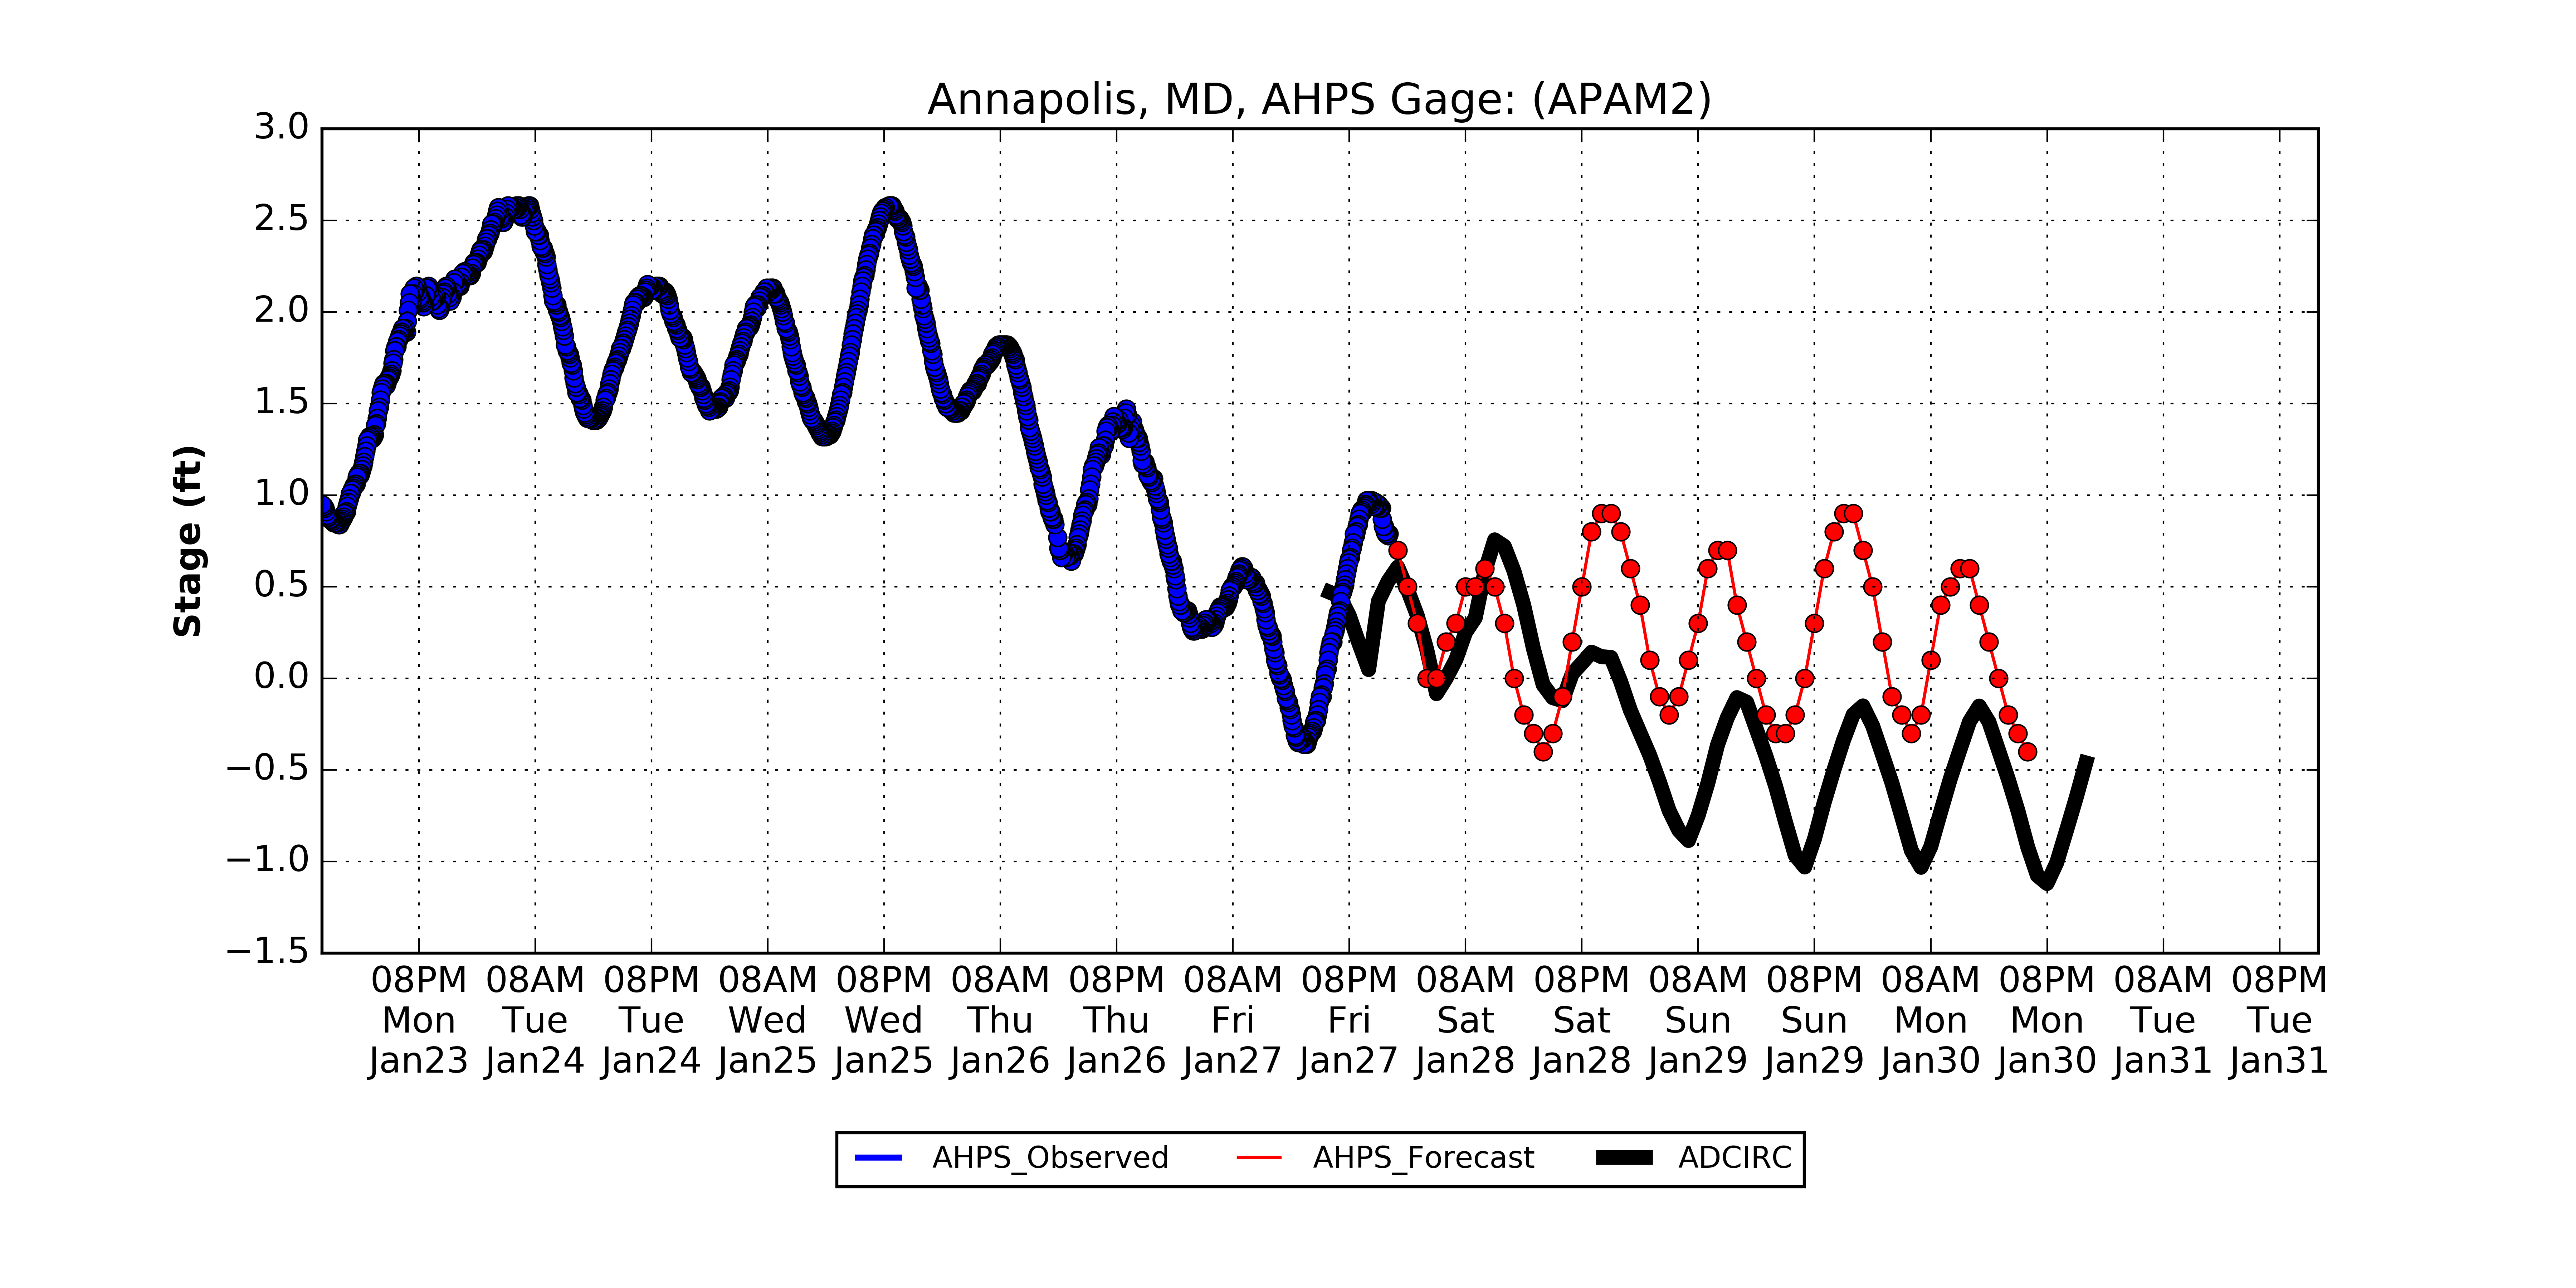 Annapolis, MD, AHPS Gage: (APAM2)
Stage (ft)
3.0
2.5
2.0
1.5
1.0
0.5
0.0
−0.5
−1.0
−1.5
08PM 08AM 08PM 08AM 08PM 08AM 08PM 08AM 08PM 08AM 08PM 08AM 08PM 08AM 08PM 08AM 08PM
Mon Tue Tue Wed Wed Thu Thu Fri Fri Sat Sat Sun Sun Mon Mon Tue Tue
Jan23 Jan24 Jan24 Jan25 Jan25 Jan26 Jan26 Jan27 Jan27 Jan28 Jan28 Jan29 Jan29 Jan30 Jan30 Jan31 Jan31
AHPS_Observed AHPS_Forecast ADCIRC